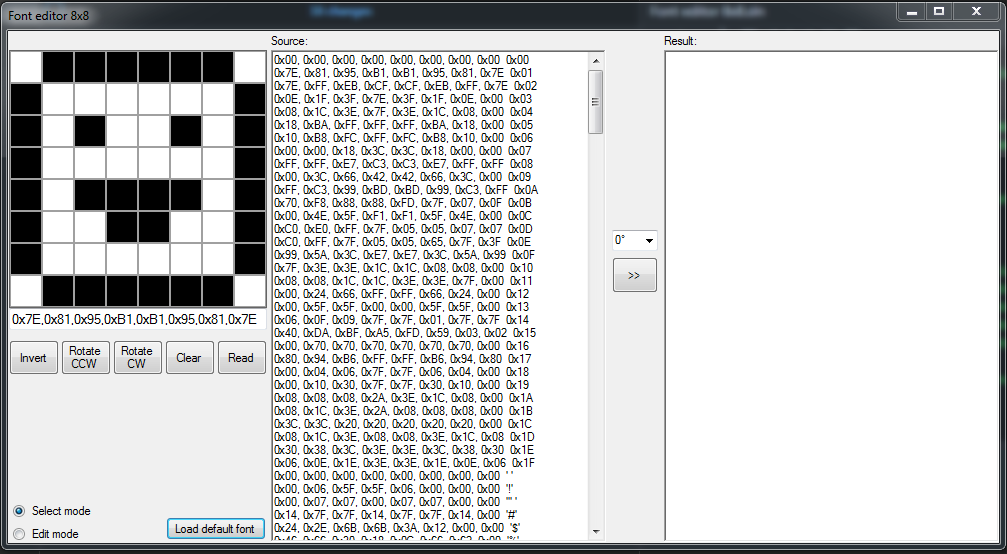 Font editor 8x8
Source:
Result:
0x7E,0x81,0x95,0xB1,0xB1,0x95,0x81,0x7E
Invert
Rotate CCW
Rotate CW
Clear
Read
Select mode
Edit mode
Load default font
0x00, 0x00, 0x00, 0x00, 0x00, 0x00, 0x00, 0x00 0x00
0x7E, 0x81, 0x95, 0xB1, 0xB1, 0x95, 0x81, 0x7E 0x01
0x7E, 0xFF, 0xEB, 0xCF, 0xCF, 0xEB, 0xFF, 0x7E 0x02
0x0E, 0x1F, 0x3F, 0x7E, 0x3F, 0x1F, 0x0E, 0x00 0x03
0x08, 0x1C, 0x3E, 0x7F, 0x3E, 0x1C, 0x08, 0x00 0x04
0x18, 0xBA, 0xFF, 0xFF, 0xFF, 0xBA, 0x18, 0x00 0x05
0x10, 0xB8, 0xFC, 0xFF, 0xFC, 0xB8, 0x10, 0x00 0x06
0x00, 0x00, 0x18, 0x3C, 0x3C, 0x18, 0x00, 0x00 0x07
0xFF, 0xFF, 0xE7, 0xC3, 0xC3, 0xE7, 0xFF, 0xFF 0x08
0x00, 0x3C, 0x66, 0x42, 0x42, 0x66, 0x3C, 0x00 0x09
0xFF, 0xC3, 0x99, 0xBD, 0xBD, 0x99, 0xC3, 0xFF 0x0A
0x70, 0xF8, 0x88, 0x88, 0xFD, 0x7F, 0x07, 0x0F 0x0B
0x00, 0x4E, 0x5F, 0xF1, 0xF1, 0x5F, 0x4E, 0x00 0x0C
0xC0, 0xE0, 0xFF, 0x7F, 0x05, 0x05, 0x07, 0x07 0x0D
0xC0, 0xFF, 0x7F, 0x05, 0x05, 0x65, 0x7F, 0x3F 0x0E
0x99, 0x5A, 0x3C, 0xE7, 0xE7, 0x3C, 0x5A, 0x99 0x0F
0x7F, 0x3E, 0x3E, 0x1C, 0x1C, 0x08, 0x08, 0x00 0x10
0x08, 0x08, 0x1C, 0x1C, 0x3E, 0x3E, 0x7F, 0x00 0x11
0x00, 0x24, 0x66, 0xFF, 0xFF, 0x66, 0x24, 0x00 0x12
0x00, 0x5F, 0x5F, 0x00, 0x00, 0x5F, 0x5F, 0x00 0x13
0x06, 0x0F, 0x09, 0x7F, 0x7F, 0x01, 0x7F, 0x7F 0x14
0x40, 0xDA, 0xBF, 0xA5, 0xFD, 0x59, 0x03, 0x02 0x15
0x00, 0x70, 0x70, 0x70, 0x70, 0x70, 0x70, 0x00 0x16
0x80, 0x94, 0xB6, 0xFF, 0xFF, 0xB6, 0x94, 0x80 0x17
0x00, 0x04, 0x06, 0x7F, 0x7F, 0x06, 0x04, 0x00 0x18
0x00, 0x10, 0x30, 0x7F, 0x7F, 0x30, 0x10, 0x00 0x19
0x08, 0x08, 0x08, 0x2A, 0x3E, 0x1C, 0x08, 0x00 0x1A
0x08, 0x1C, 0x3E, 0x2A, 0x08, 0x08, 0x08, 0x00 0x1B
0x3C, 0x3C, 0x20, 0x20, 0x20, 0x20, 0x20, 0x00 0x1C
0x08, 0x1C, 0x3E, 0x08, 0x08, 0x3E, 0x1C, 0x08 0x1D
0x30, 0x38, 0x3C, 0x3E, 0x3E, 0x3C, 0x38, 0x30 0x1E
0x06, 0x0E, 0x1E, 0x3E, 0x3E, 0x1E, 0x0E, 0x06 0x1F
0x00, 0x00, 0x00, 0x00, 0x00, 0x00, 0x00, 0x00 ' '
0x00, 0x06, 0x5F, 0x5F, 0x06, 0x00, 0x00, 0x00 '!'
0x00, 0x07, 0x07, 0x00, 0x07, 0x07, 0x00, 0x00 '" '
0x14, 0x7F, 0x7F, 0x14, 0x7F, 0x7F, 0x14, 0x00 '#'
0x24, 0x2E, 0x6B, 0x6B, 0x3A, 0x12, 0x00, 0x00 '$'
0°
>>